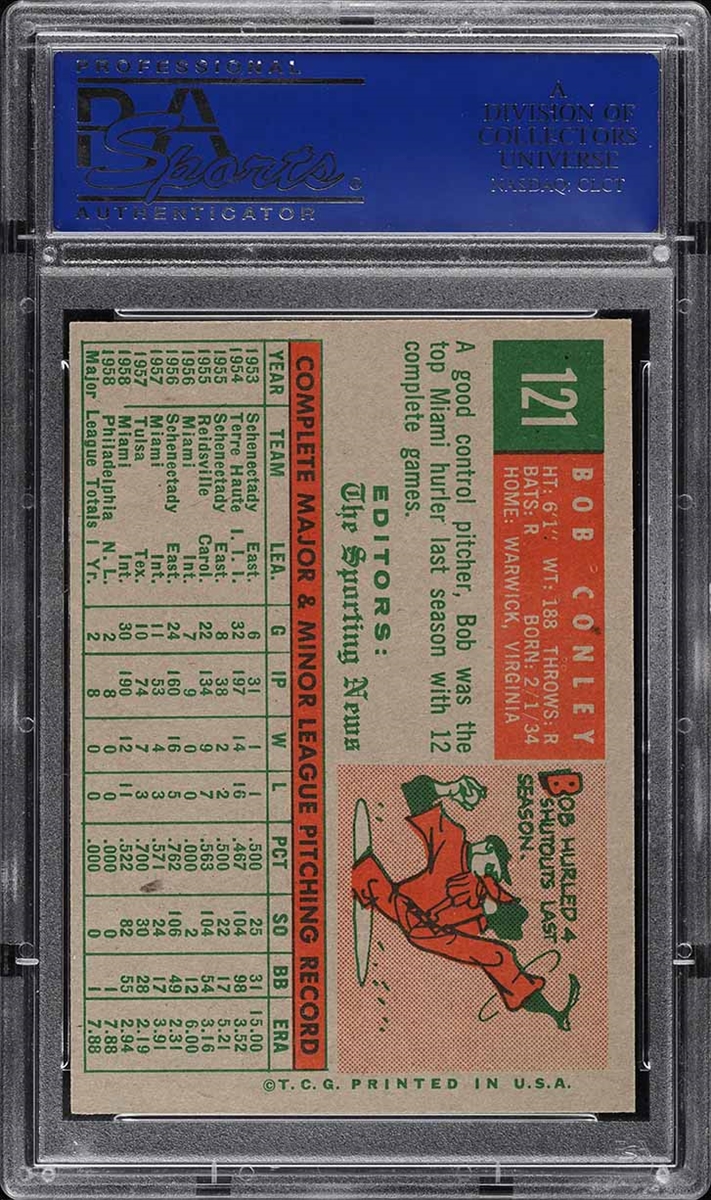 PROFESSIONAL
PSA
Sports
AUTHENTICATOR
A
DIVISION OF
COLLECTORS
UNIVERSE
NASDAQ: CLCT
121
BOB CONLEY
HT: 6'1" WT: 188 THROWS: R
BATS: R BORN: 2/1/34
HOME: WARWICK, VIRGINIA
A good control pitcher, Bob was the
top Miami hurler last season with 12
complete games.
EDITORS:
The Sporting News
BOB HURLED 4
SHUTOUTS LAST
SEASON.
COMPLETE MAJOR & MINOR LEAGUE PITCHING RECORD
YEAR TEAM LEA. G IP W L PCT SO BB ERA
1953 Schenectady East. 6 31 1 1 .500 25 31 15.00
1954 Terre Haute I. I. I. 32 197 14 16 .467 104 98 3.52
1955 Schenectady East. 8 38 2 2 .500 22 17 5.21
1955 Reidsville Carol. 22 134 9 7 .563 104 54 3.16
1956 Miami Int. 7 9 0 0 .000 2 12 6.00
1956 Schenectady East. 24 160 16 5 .762 106 49 2.31
1957 Miami Int. 11 53 4 3 .571 24 17 3.91
1957 Tulsa Tex. 10 74 7 3 .700 30 28 2.19
1958 Miami Int. 30 190 12 11 .522 82 55 2.94
1958 Philadelphia N. L. 2 8 0 0 .000 0 1 7.88
Major League Totals 1 Yr. 2 8 0 0 .000 0 1 7.88
©T.C.G. PRINTED IN U.S.A.